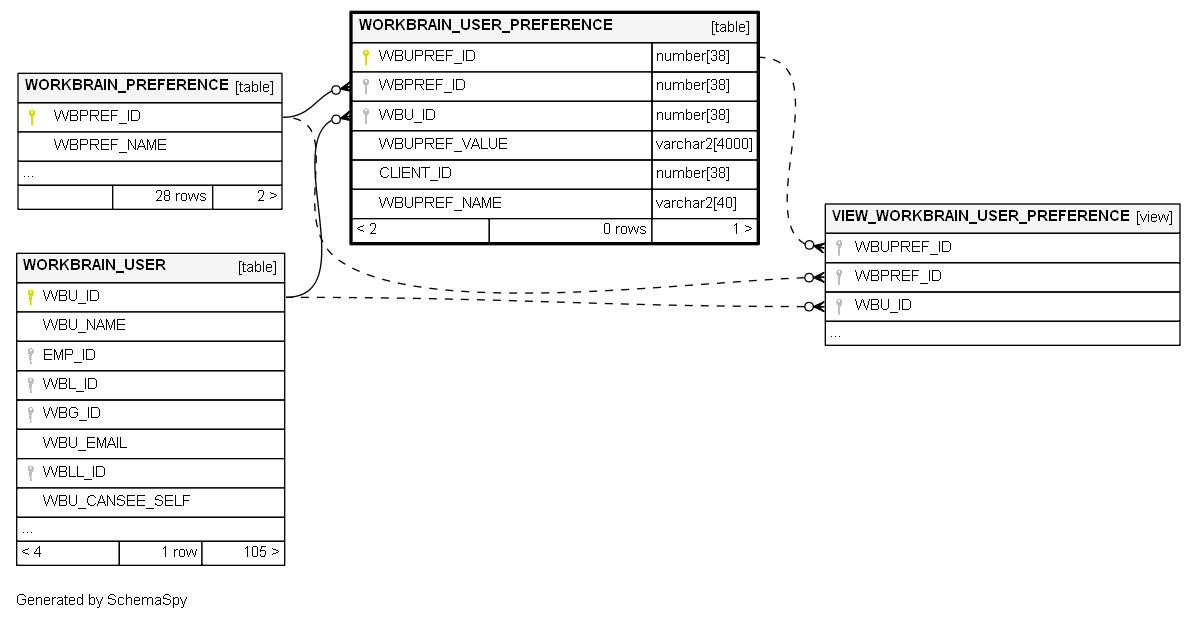 WORKBRAIN_USER_PREFERENCE [table]
WBUPREF_ID number[38]
WBPREF_ID number[38]
WBU_ID number[38]
WBUPREF_VALUE varchar2[4000]
CLIENT_ID number[38]
WBUPREF_NAME varchar2[40]
< 2 0 rows 1 >
WORKBRAIN_PREFERENCE [table]
WBPREF_ID
WBPREF_NAME
...
28 rows 2 >
WORKBRAIN_USER [table]
WBU_ID
WBU_NAME
EMP_ID
WBL_ID
WBG_ID
WBU_EMAIL
WBLL_ID
WBU_CANSEE_SELF
...
< 4 1 row 105 >
VIEW_WORKBRAIN_USER_PREFERENCE [view]
WBUPREF_ID
WBPREF_ID
WBU_ID
...
Generated by SchemaSpy